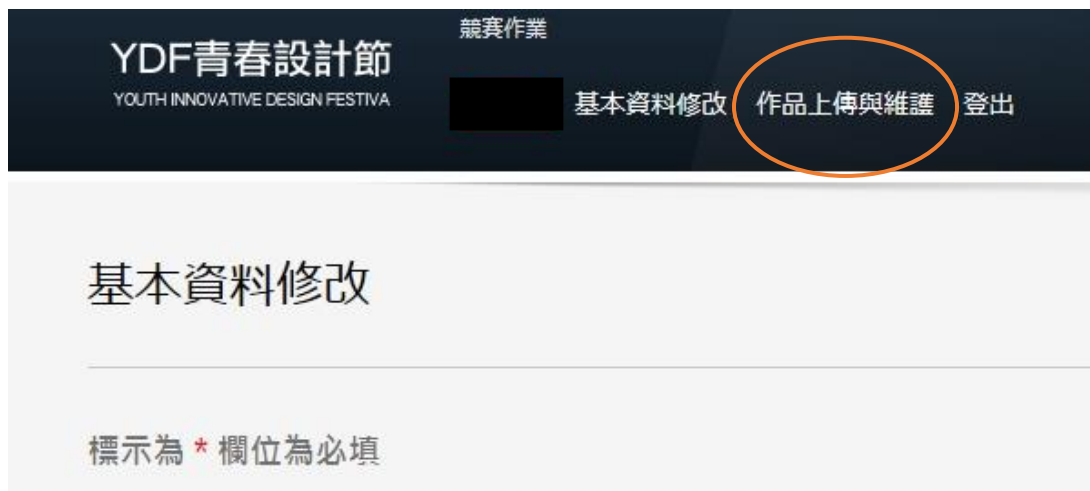 競賽作業
YDF青春設計節
YOUTH INNOVATIVE DESIGN FESTIVA
基本資料修改 作品上傳與維護 登出
基本資料修改
標示為 * 欄位為必填